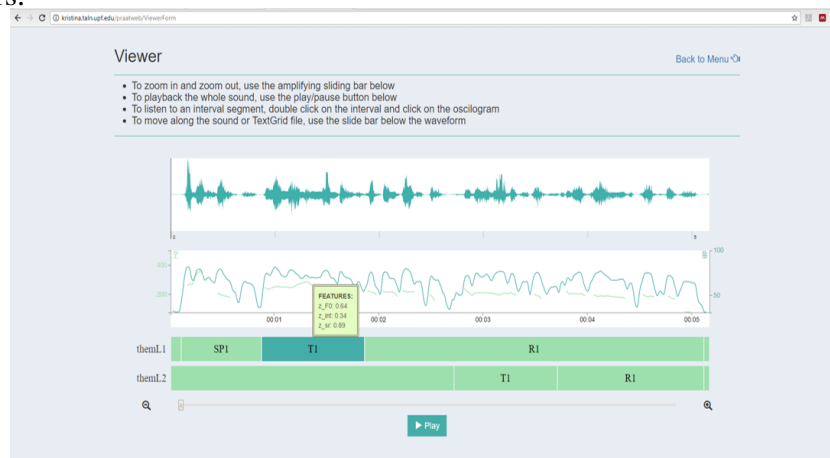 rs.
kristina.taln.upf.edu/praatweb/ViewerForm
Viewer
Back to Menu
To zoom in and zoom out, use the amplifying sliding bar below
To playback the whole sound, use the play/pause button below
To listen to an interval segment, double click on the interval and click on the oscilogram
To move along the sound or TextGrid file, use the slide bar below the waveform
0
100
400
200
50
FEATURES:
z_F0: 0.64
z_int: 0.34
z_sr: 0.89
00:01 00:02 00:03 00:04 00:05
themL1 SP1 T1 R1
themL2 T1 R1
Play